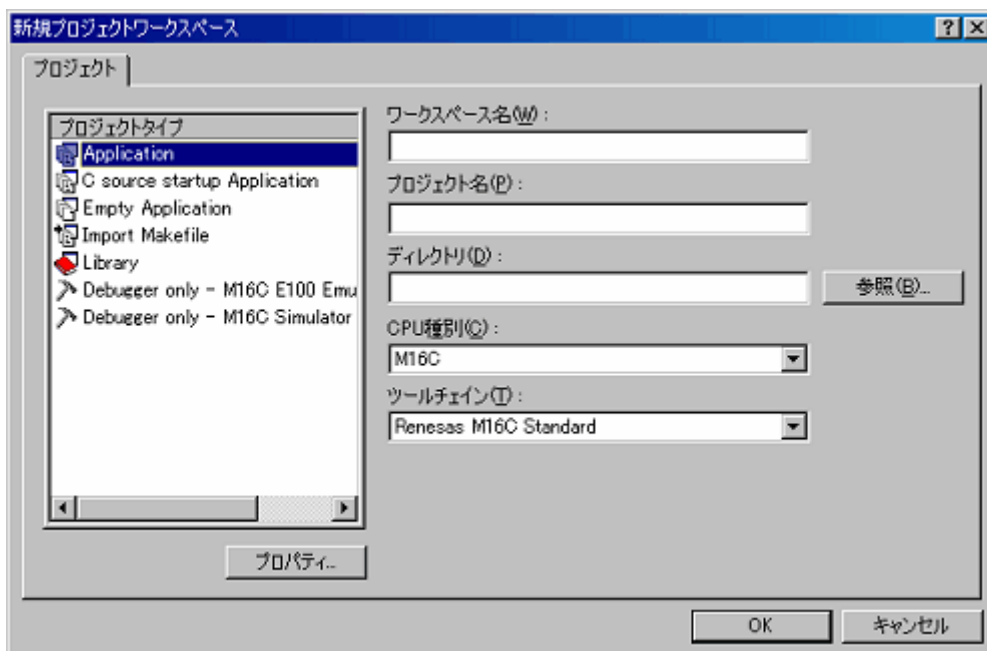 新規プロジェクトワークスペース
プロジェクト
プロジェクトタイプ
Application
C source startup Application
Empty Application
Import Makefile
Library
Debugger only - M16C E100 Emu
Debugger only - M16C Simulator
プロパティ...
ワークスペース名(W):
プロジェクト名(P):
ディレクトリ(D):
参照(B)...
CPU種別(C):
M16C
ツールチェイン(T):
Renesas M16C Standard
OK
キャンセル